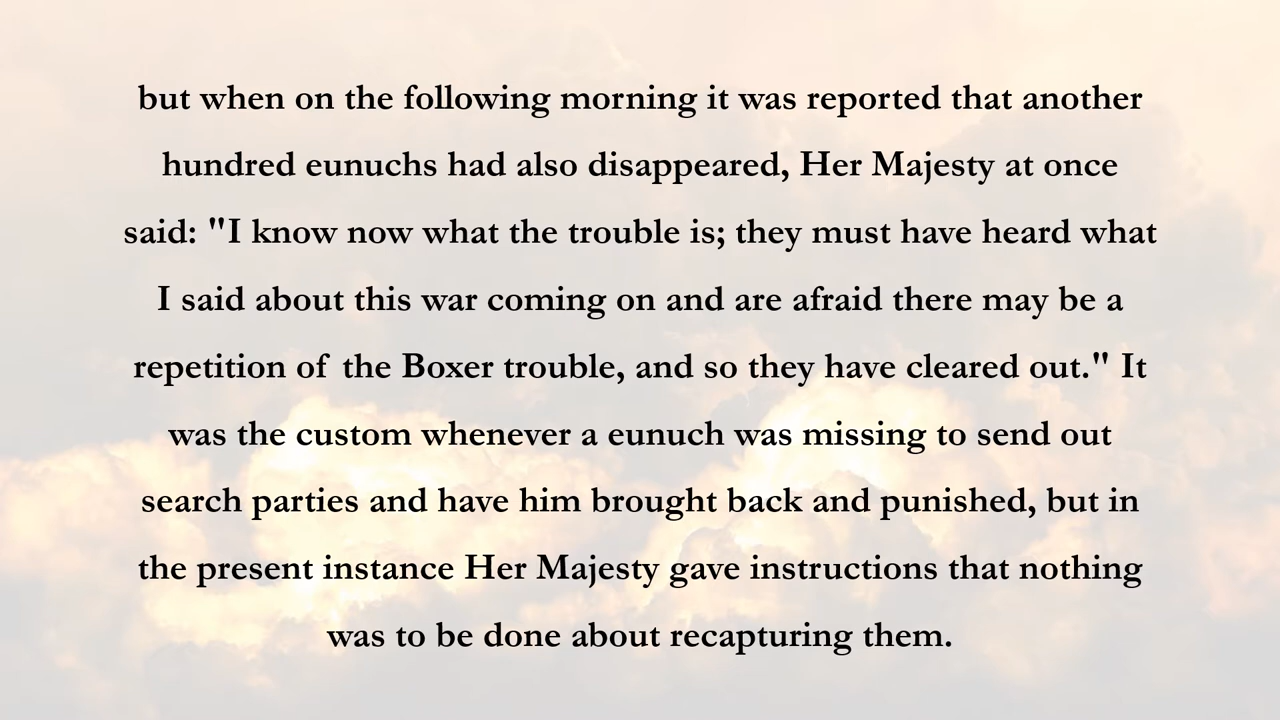 but when on the following morning it was reported that another
hundred eunuchs had also disappeared, Her Majesty at once
said: "I know now what the trouble is; they must have heard what
I said about this war coming on and are afraid there may be a
repetition of the Boxer trouble, and so they have cleared out." It
was the custom whenever a eunuch was missing to send out
search parties and have him brought back and punished, but in
the present instance Her Majesty gave instructions that nothing
was to be done about recapturing them.